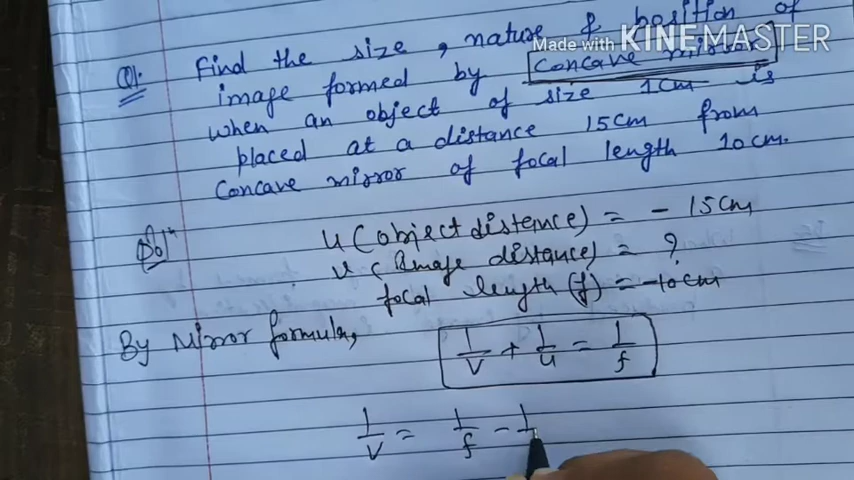 Q1. Find the size, nature & position of
image formed by concave mirror
when an object of size 1cm is
placed at a distance 15cm from
concave mirror of focal length 10cm.
Made with KINEMASTER
Sol"
u (object distence) = - 15cm
v (Image distance) = ?
focal length (f) = -10cm
By Mirror formula,
1/v + 1/u = 1/f
1/v = 1/f - 1